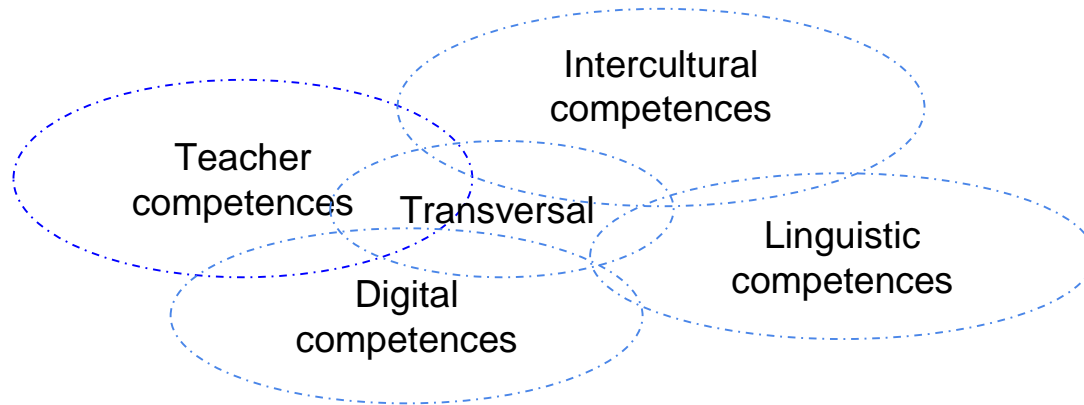 Intercultural
competences
Teacher
competences
Transversal
Linguistic
competences
Digital
competences